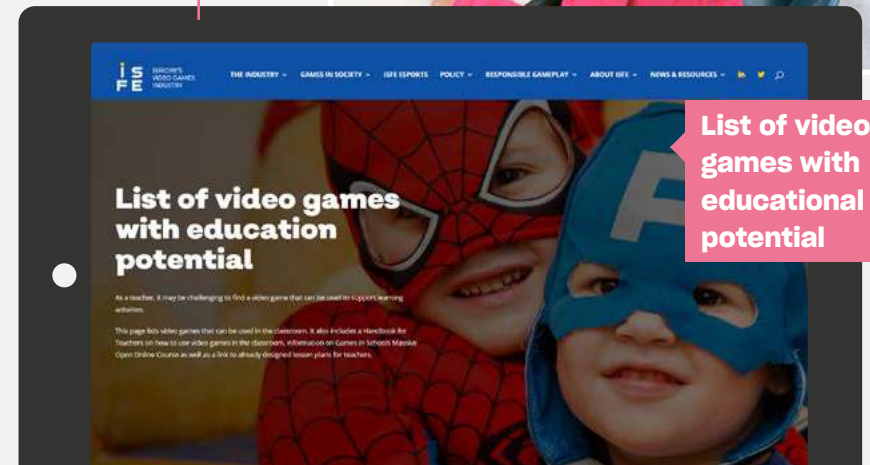 iS
FE
EUROPE'S
VIDEO GAMES
INDUSTRY
THE INDUSTRY
GAMES IN SOCIETY
ISFE ESPORTS
POLICY
RESPONSIBLE GAMEPLAY
ABOUT ISFE
NEWS & RESOURCES
in
List of video
games with
educational
potential
List of video games
with education
potential
As a teacher, it may be challenging to find a video game that can be used to support learning
activities.
This page lists video games that can be used in the classroom. It also includes a Handbook for
Teachers on how to use video games in the classroom, information on Games in Schools Massive
Open Online Course as well as a link to already-designed lesson plans for teachers.